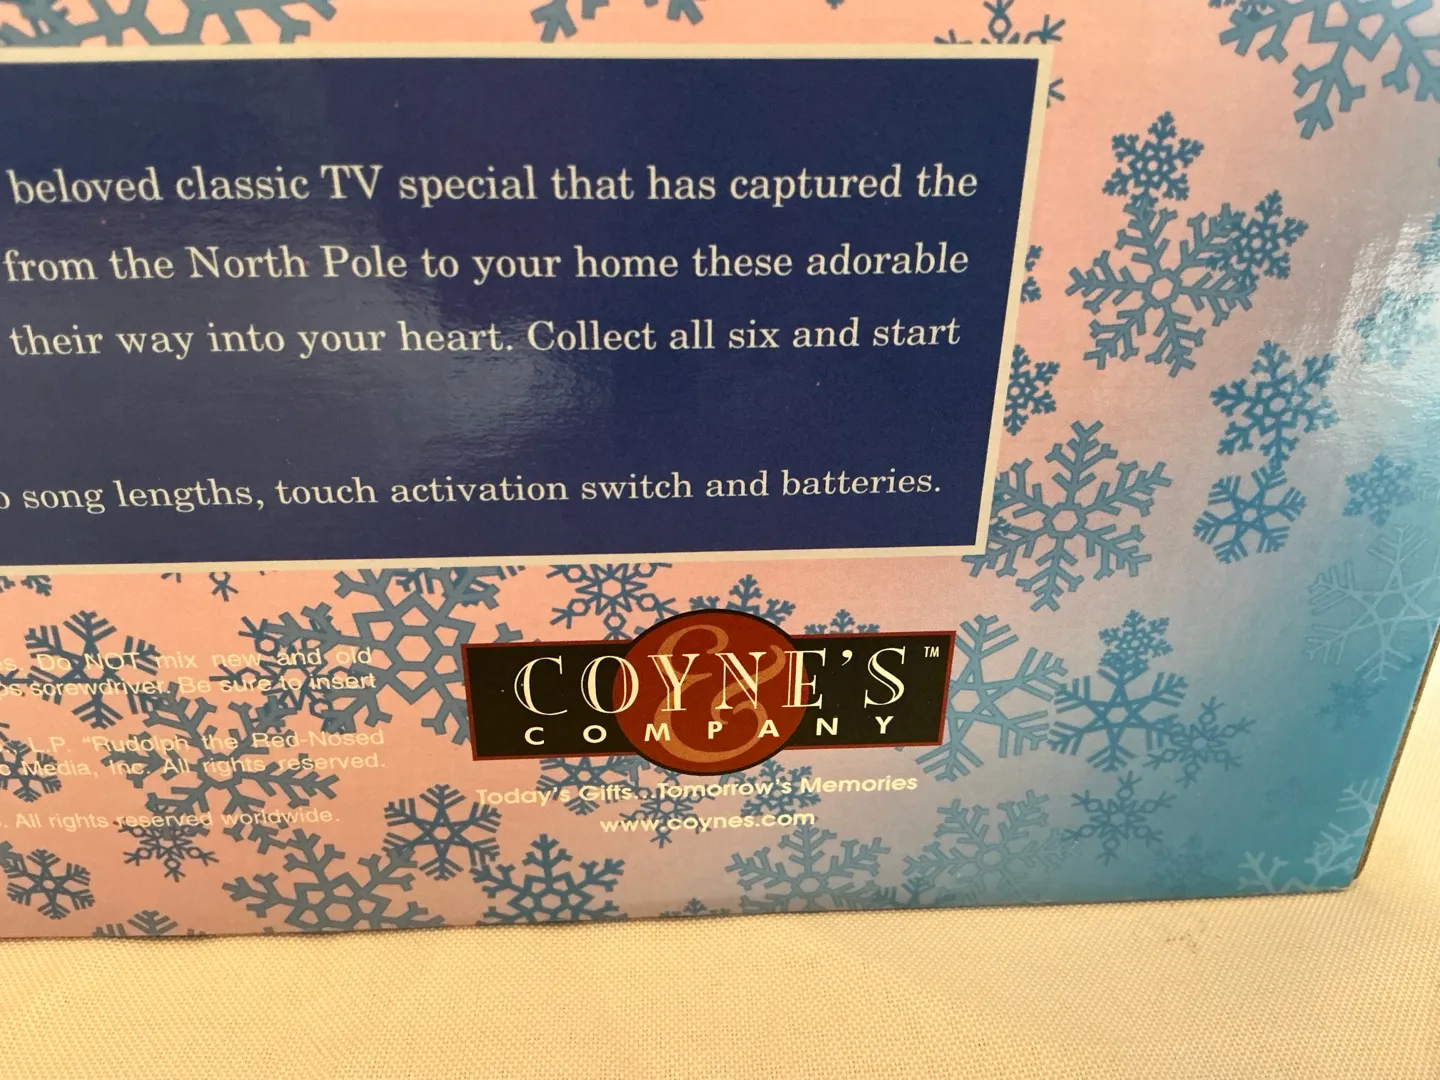 beloved classic TV special that has captured the
from the North Pole to your home these adorable
their way into your heart. Collect all six and start
song lengths, touch activation switch and batteries.
Do NOT mix new and old
screwdriver. Be sure to insert
L.P. "Rudolph the Red-Nosed
Media, Inc. All rights reserved.
All rights reserved worldwide.
&
COYNE'S™
COMPANY
Today's Gifts...Tomorrow's Memories
www.coynes.com